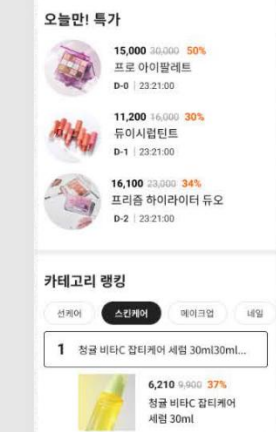 오늘만! 특가
15,000 30,000 50%
프로 아이팔레트
D-0 | 23:21:00
11,200 16,000 30%
듀이시럽틴트
D-1 | 23:21:00
16,100 23,000 34%
프리즘 하이라이터 듀오
D-2 | 23:21:00
카테고리 랭킹
선케어 스킨케어 메이크업 네일
1 청귤 비타C 잡티케어 세럼 30ml30ml...
6,210 9,900 37%
청귤 비타C 잡티케어
세럼 30ml